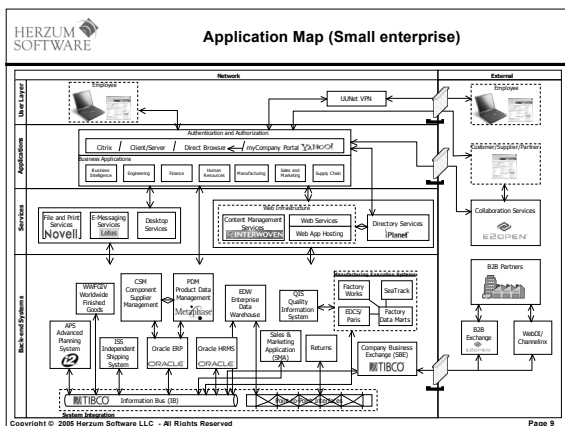 HERZUM
SOFTWARE
Application Map (Small enterprise)
Network
External
User Layer
Employee
UUNet VPN
Employee
Applications
Authentication and Authorization
Citrix / Client/Server / Direct Browser myCompany Portal YAHOO!
Business Applications
Business Intelligence
Engineering
Finance
Human Resources
Manufacturing
Sales and Marketing
Supply Chain
Customer/Supplier/Partner
Services
File and Print Services
Novell
E-Messaging Services
Lotus
Desktop Services
Web Infrastructure
Content Management Services
INTERWOVEN
Web Services
Web App Hosting
Directory Services
iPlanet
Collaboration Services
E2OPEN
Back-end Systems
WWFGIV
Worldwide
Finished
Goods
APS
Advanced
Planning
System
i2
ISS
Independent
Shipping
System
CSM
Component
Supplier
Management
PDM
Product Data
Management
Metaphase
Oracle ERP
ORACLE
Oracle HRMS
ORACLE
EDW
Enterprise
Data
Warehouse
QIS
Quality
Information
System
Sales &
Marketing
Application
(SMA)
Returns
Manufacturing Execution Systems
Factory Works
SeaTrack
EDCS/ Paris
Factory Data Marts
Company Business
Exchange (SBE)
TIBCO
B2B Partners
B2B
Exchange
E2OPEN
WebDI/
Channelinx
TIBCO Information Bus (IB)
Point-to-Point Interfaces
System Integration
Copyright © 2005 Herzum Software LLC - All Rights Reserved
Page 9